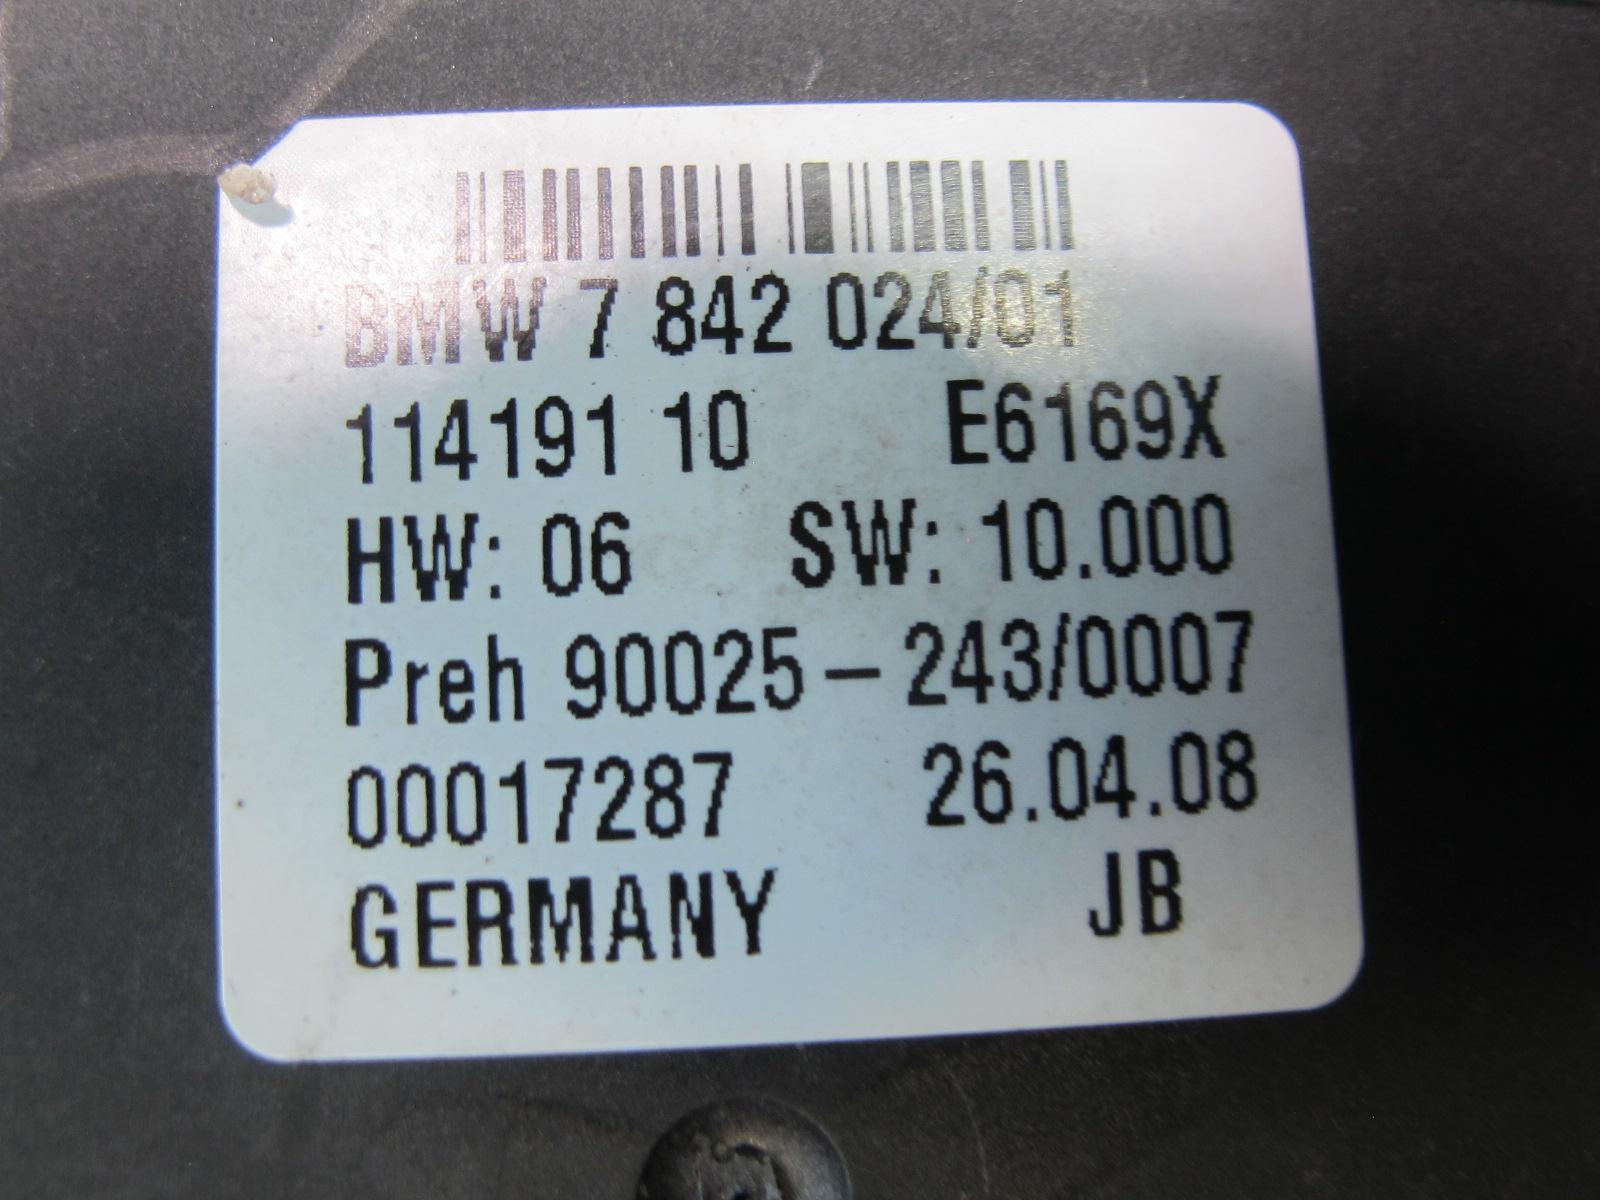 BMW 7 842 024/01
114191 10 E6169X
HW: 06 SW: 10.000
Preh 90025-243/0007
00017287 26.04.08
GERMANY JB